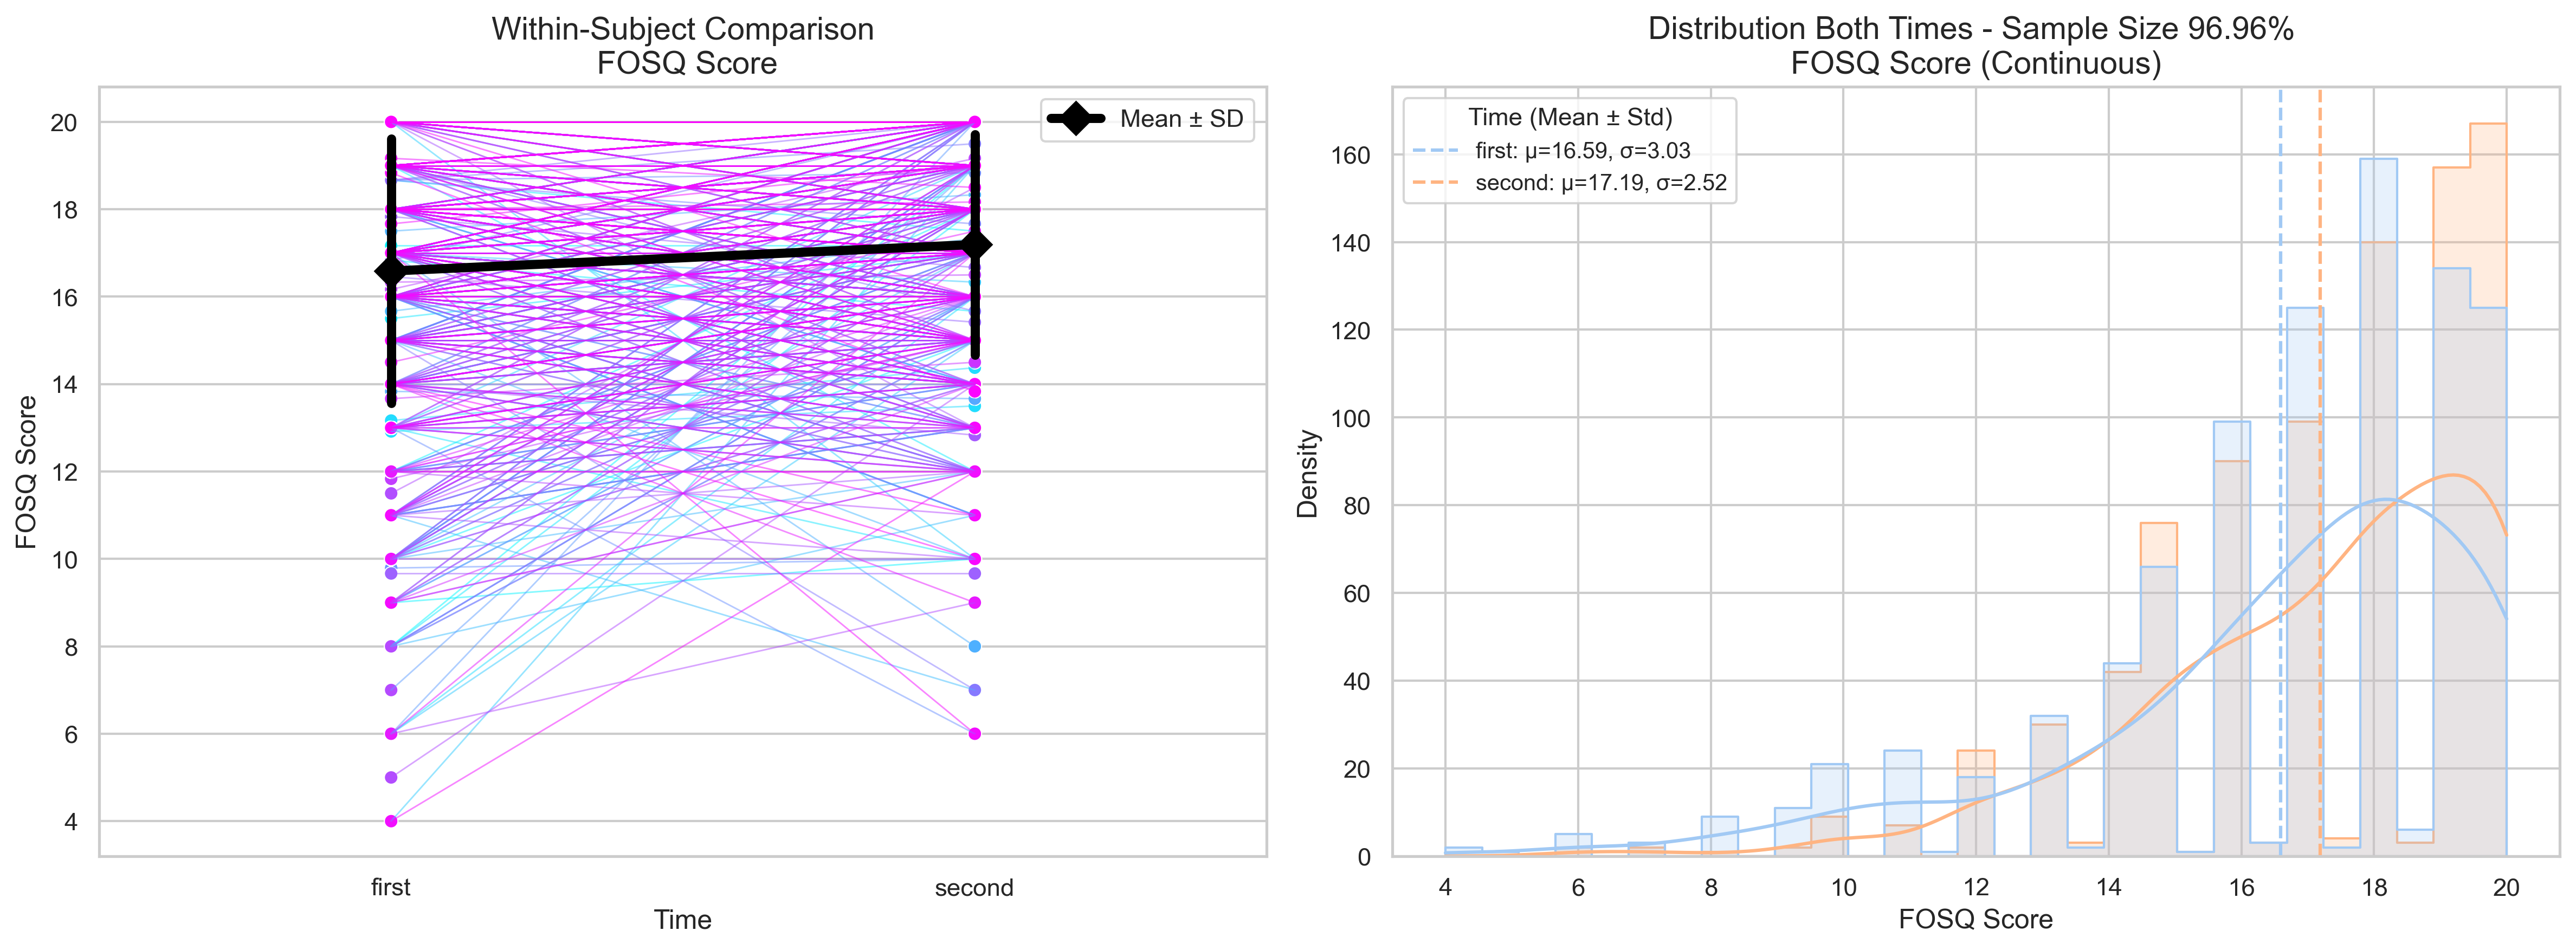 Within-Subject Comparison
FOSQ Score
Mean ± SD
20
18
16
14
12
10
8
6
4
FOSQ Score
first
second
Time
Distribution Both Times - Sample Size 96.96%
FOSQ Score (Continuous)
Time (Mean ± Std)
first: μ=16.59, σ=3.03
second: μ=17.19, σ=2.52
160
140
120
100
80
60
40
20
0
Density
4
6
8
10
12
14
16
18
20
FOSQ Score